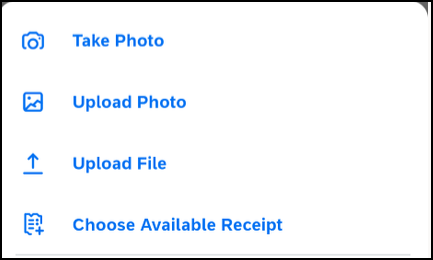 Take Photo
Upload Photo
Upload File
Choose Available Receipt